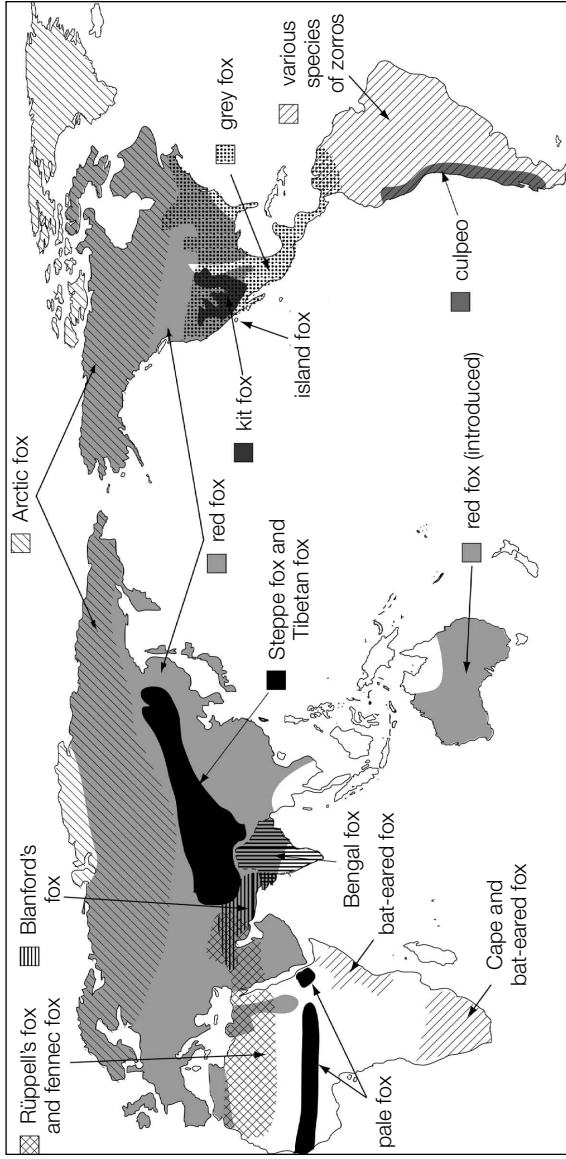 Rüppell's fox
and fennec fox
Blanford's
fox
Arctic fox
red fox
Steppe fox and
Tibetan fox
kit fox
island fox
grey fox
various
species
of zorros
pale fox
Bengal fox
bat-eared fox
Cape and
bat-eared fox
red fox (introduced)
culpeo